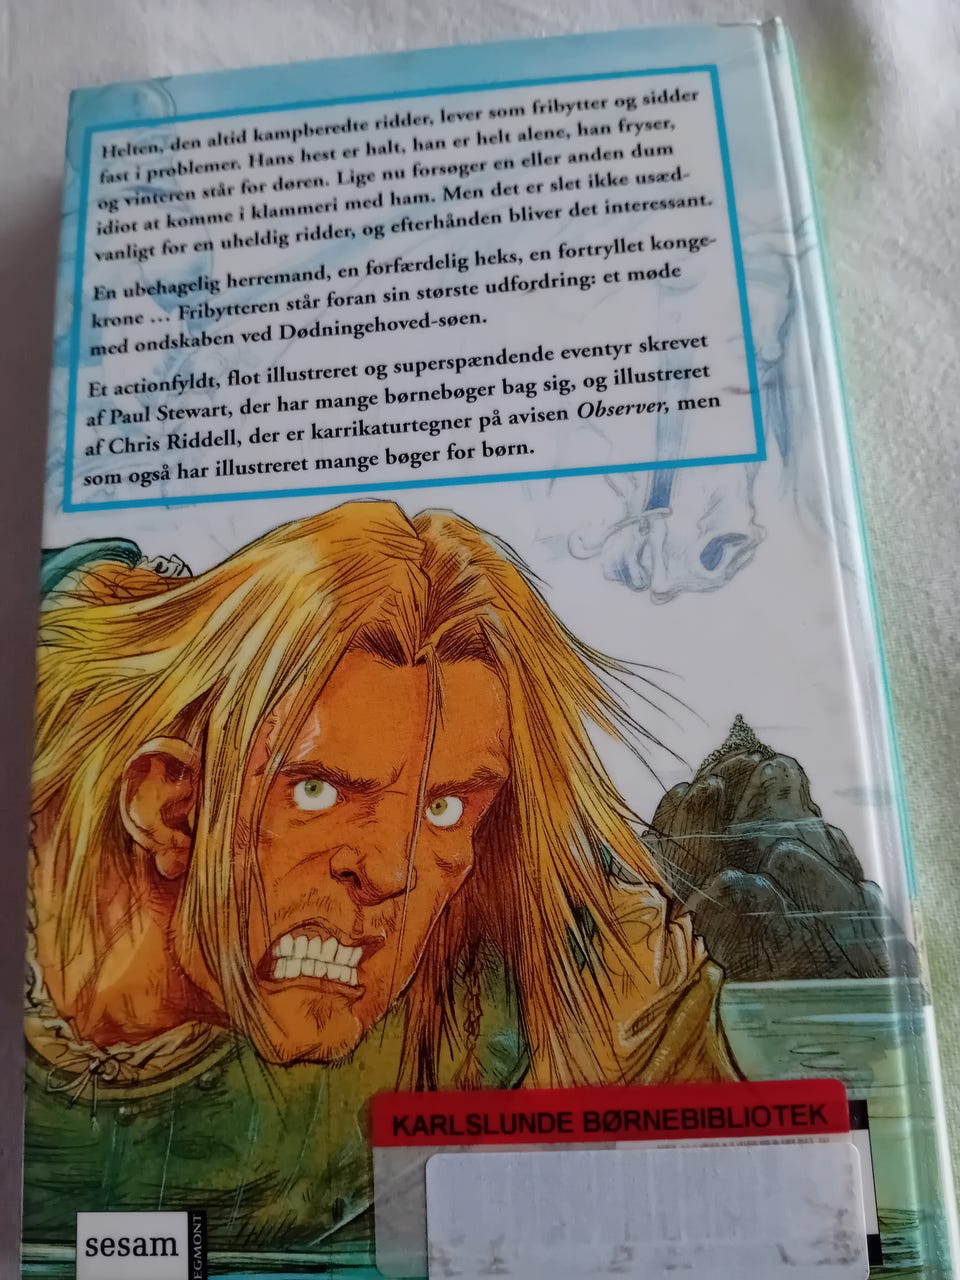 Helten, den altid kampberedte ridder, lever som fribytter og sidder
fast i problemer. Hans hest er halt, han er helt alene, han fryser,
og vinteren står for døren. Lige nu forsøger en eller anden dum
idiot at komme i klammeri med ham. Men det er slet ikke usæd-
vanligt for en uheldig ridder, og efterhånden bliver det interessant.
En ubehagelig herremand, en forfærdelig heks, en fortryllet konge-
krone ... Fribytteren står foran sin største udfordring: et møde
med ondskaben ved Dødningehoved-søen.
Et actionfyldt, flot illustreret og superspændende eventyr skrevet
af Paul Stewart, der har mange børnebøger bag sig, og illustreret
af Chris Riddell, der er karrikaturtegner på avisen Observer, men
som også har illustreret mange bøger for børn.
KARLSLUNDE BØRNEBIBLIOTEK
sesam
EGMONT